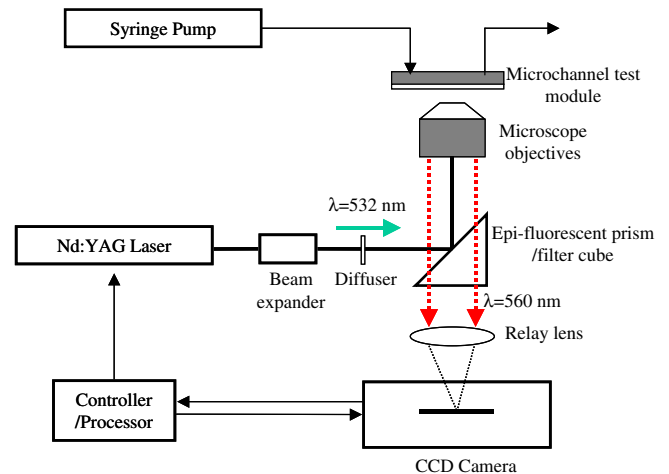 Syringe Pump
Microchannel test
module
Microscope
objectives
λ=532 nm
Nd:YAG Laser
Epi-fluorescent prism
/filter cube
Beam
expander
Diffuser
λ=560 nm
Relay lens
Controller
/Processor
CCD Camera